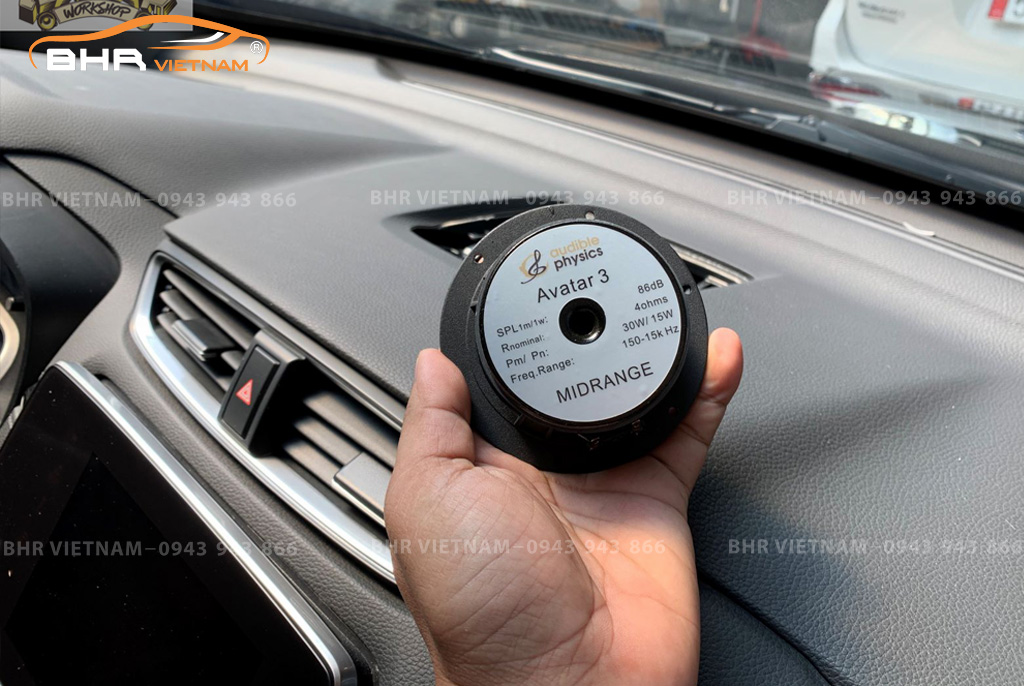 WORKSHOP
BHR VIETNAM ®
BHR VIETNAM-0943 943 866
BHR VIETNAM-0943 943 866
BHR VIETNAM-0943 943 866
audible
physics
Avatar 3
SPL1m/1w: 86dB
Rnominal: 4ohms
Pm/ Pn: 30W/ 15W
Freq.Range: 150-15k Hz
MIDRANGE
BHR VIETNAM-0943 943 866
BHR VIETNAM-0943 943 866
BHR VIETNAM-0943 943 866